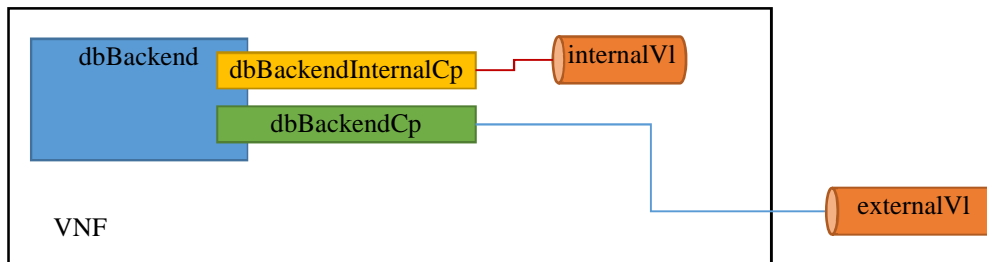 dbBackend
dbBackendInternalCp
internalVl
dbBackendCp
externalVl
VNF